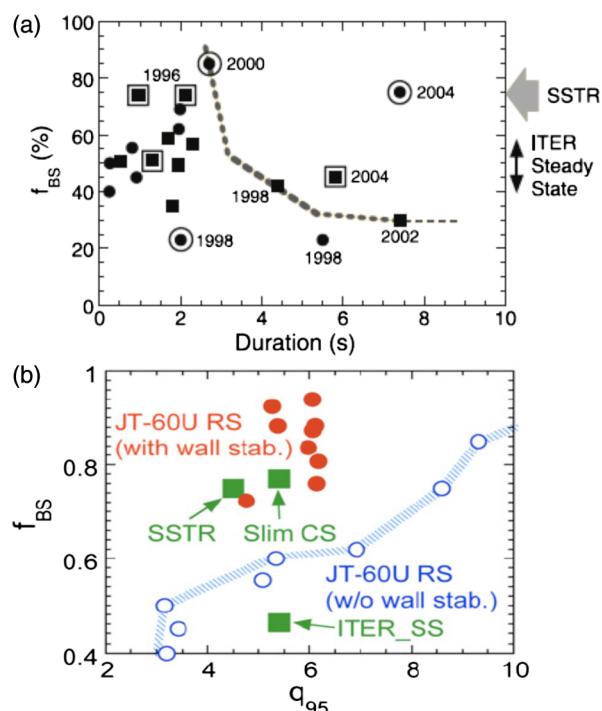 (a)
100
80
60
40
20
0
f_BS (%)
1996
2000
2004
SSTR
ITER
Steady
State
1998
2004
1998
1998
2002
0 2 4 6 8 10
Duration (s)
(b)
1
0.8
0.6
0.4
f_BS
JT-60U RS
(with wall stab.)
SSTR
Slim CS
JT-60U RS
(w/o wall stab.)
ITER_SS
2 4 6 8 10
q_95